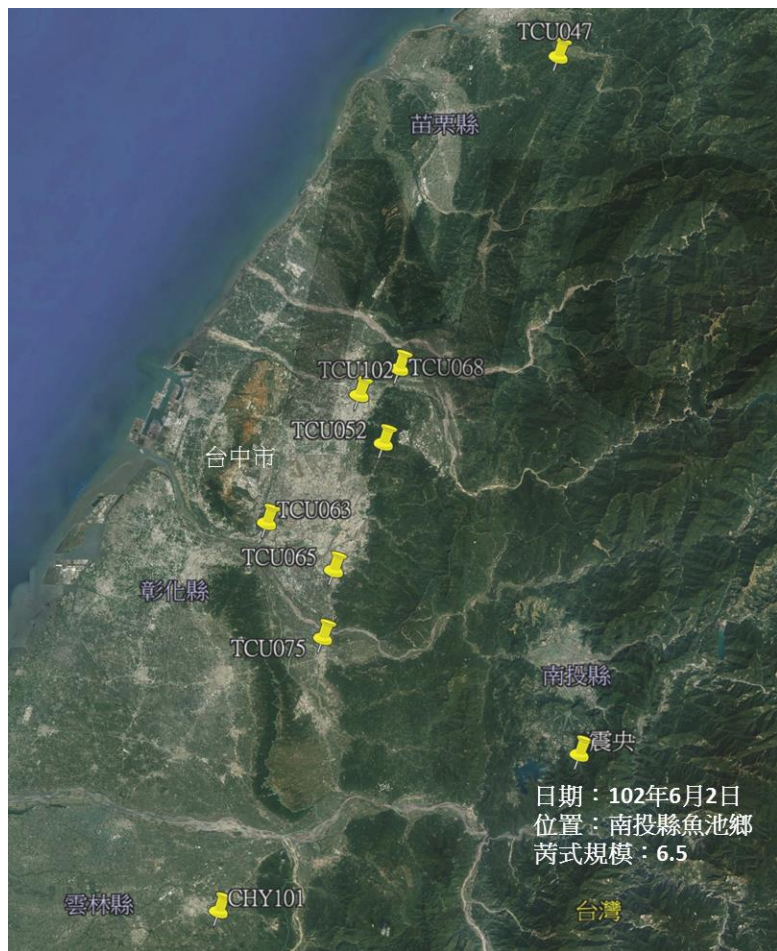 TCU047
苗栗縣
TCU102
TCU068
TCU052
台中市
TCU063
TCU065
彰化縣
TCU075
南投縣
震央
日期：102年6月2日
位置：南投縣魚池鄉
芮式規模：6.5
CHY101
雲林縣
台灣